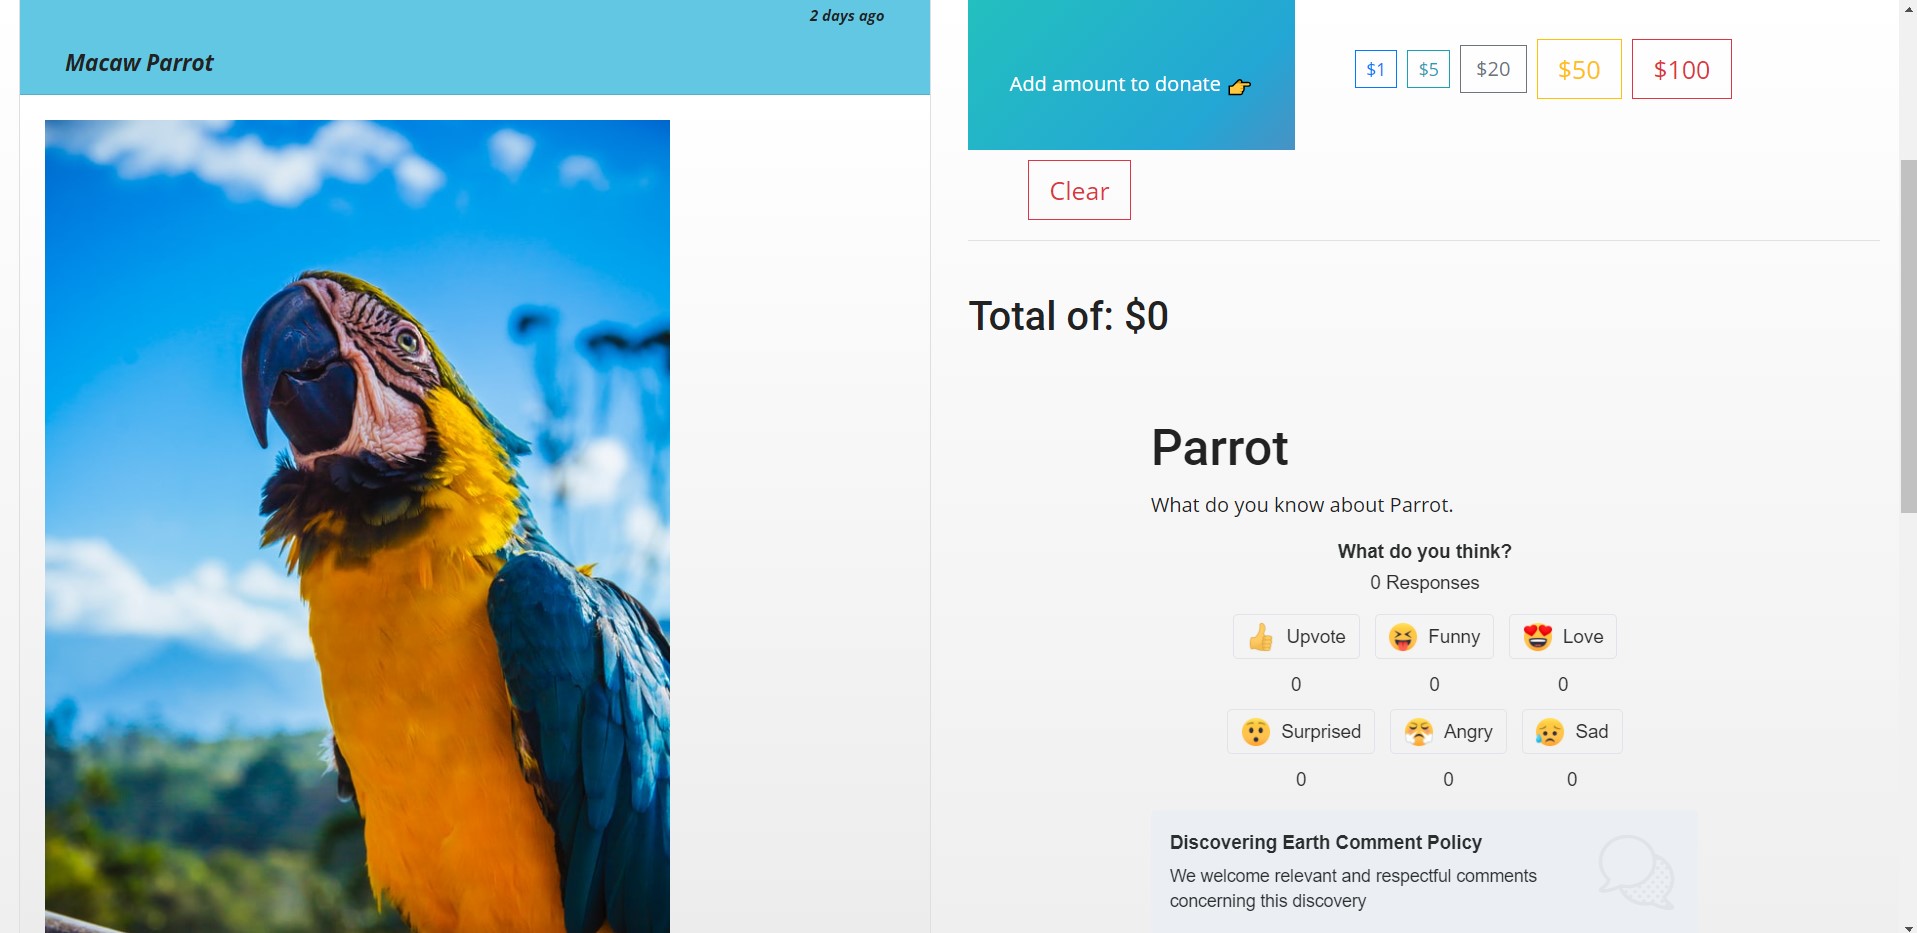 2 days ago
Macaw Parrot
Add amount to donate 👉
$1
$5
$20
$50
$100
Clear
Total of: $0
Parrot
What do you know about Parrot.
What do you think?
0 Responses
Upvote
Funny
Love
0
0
0
Surprised
Angry
Sad
0
0
0
Discovering Earth Comment Policy
We welcome relevant and respectful comments
concerning this discovery